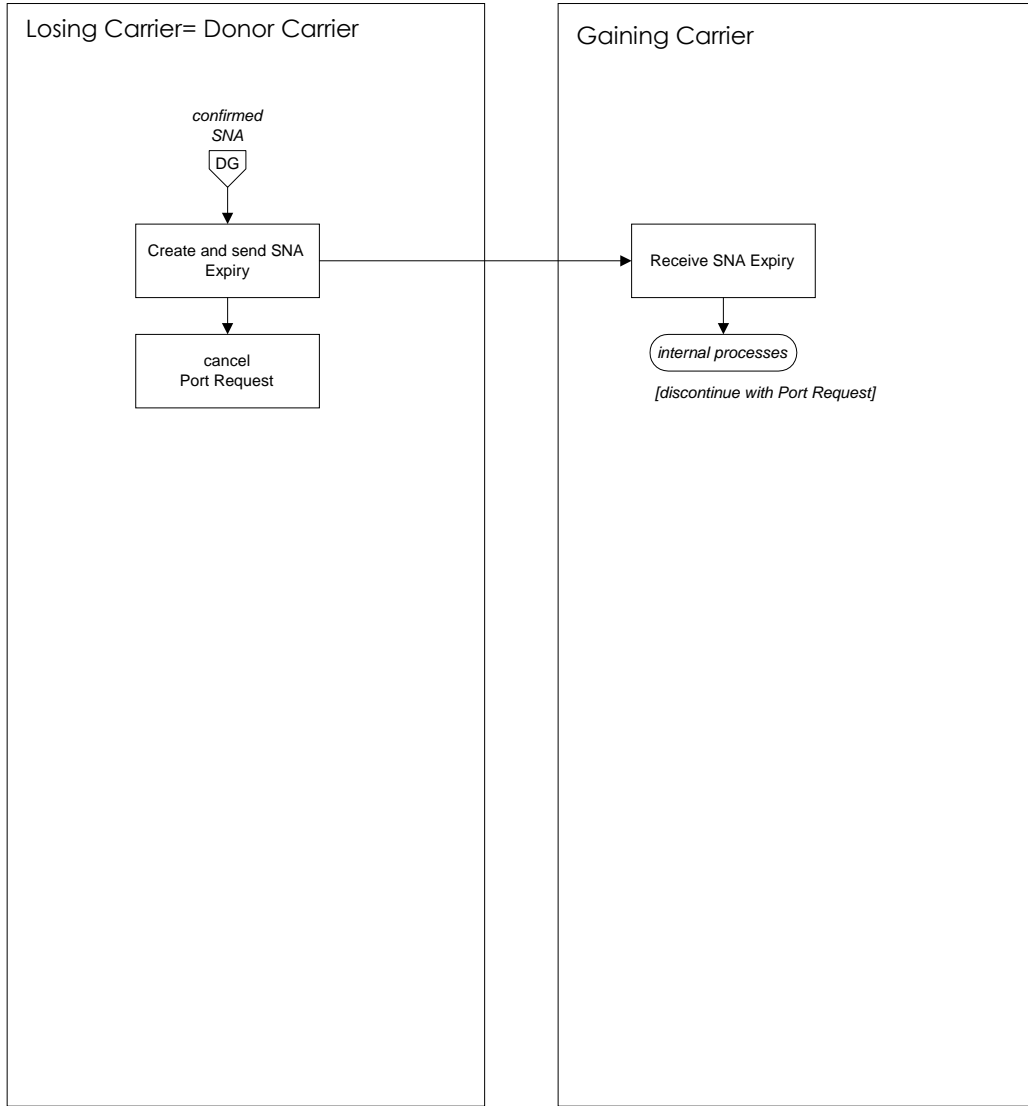 Losing Carrier= Donor Carrier
Gaining Carrier
confirmed
SNA
DG
Create and send SNA
Expiry
Receive SNA Expiry
cancel
Port Request
internal processes
[discontinue with Port Request]